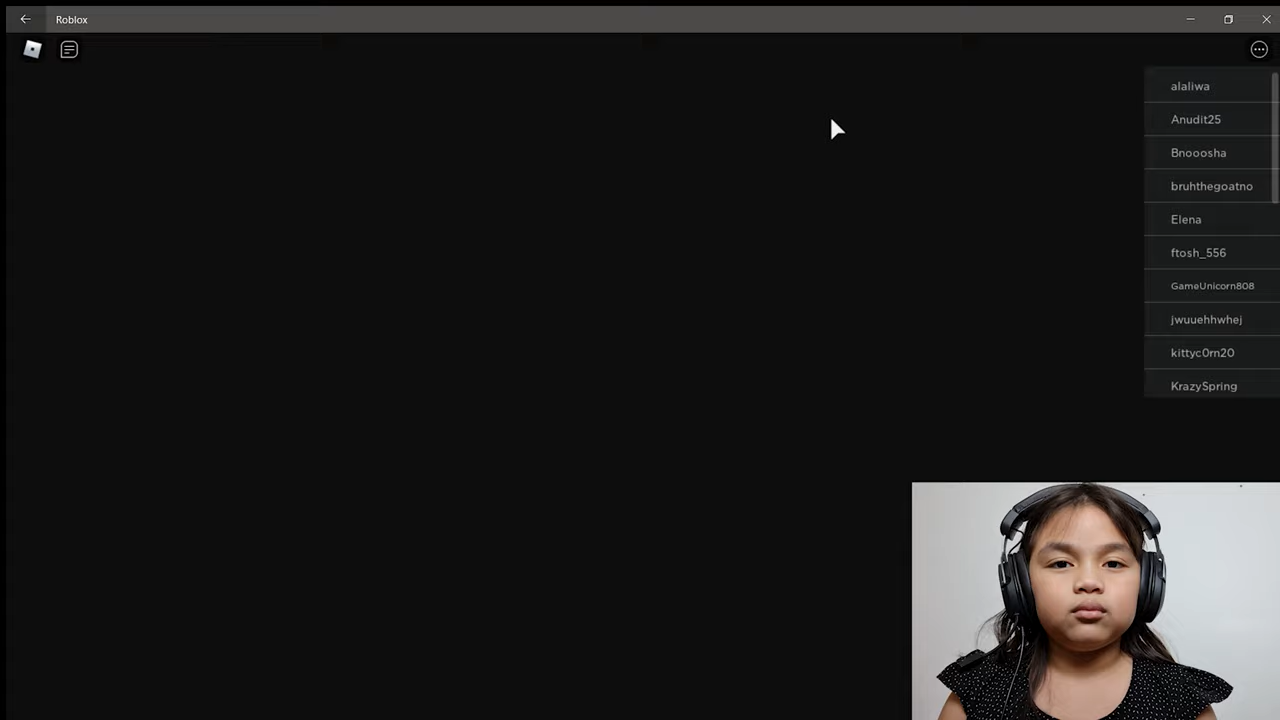 Roblox
alaliwa
Anudit25
Bnooosha
bruhthegoatno
Elena
ftosh_556
GameUnicorn808
jwuuehhwhej
kittyc0rn20
KrazySpring